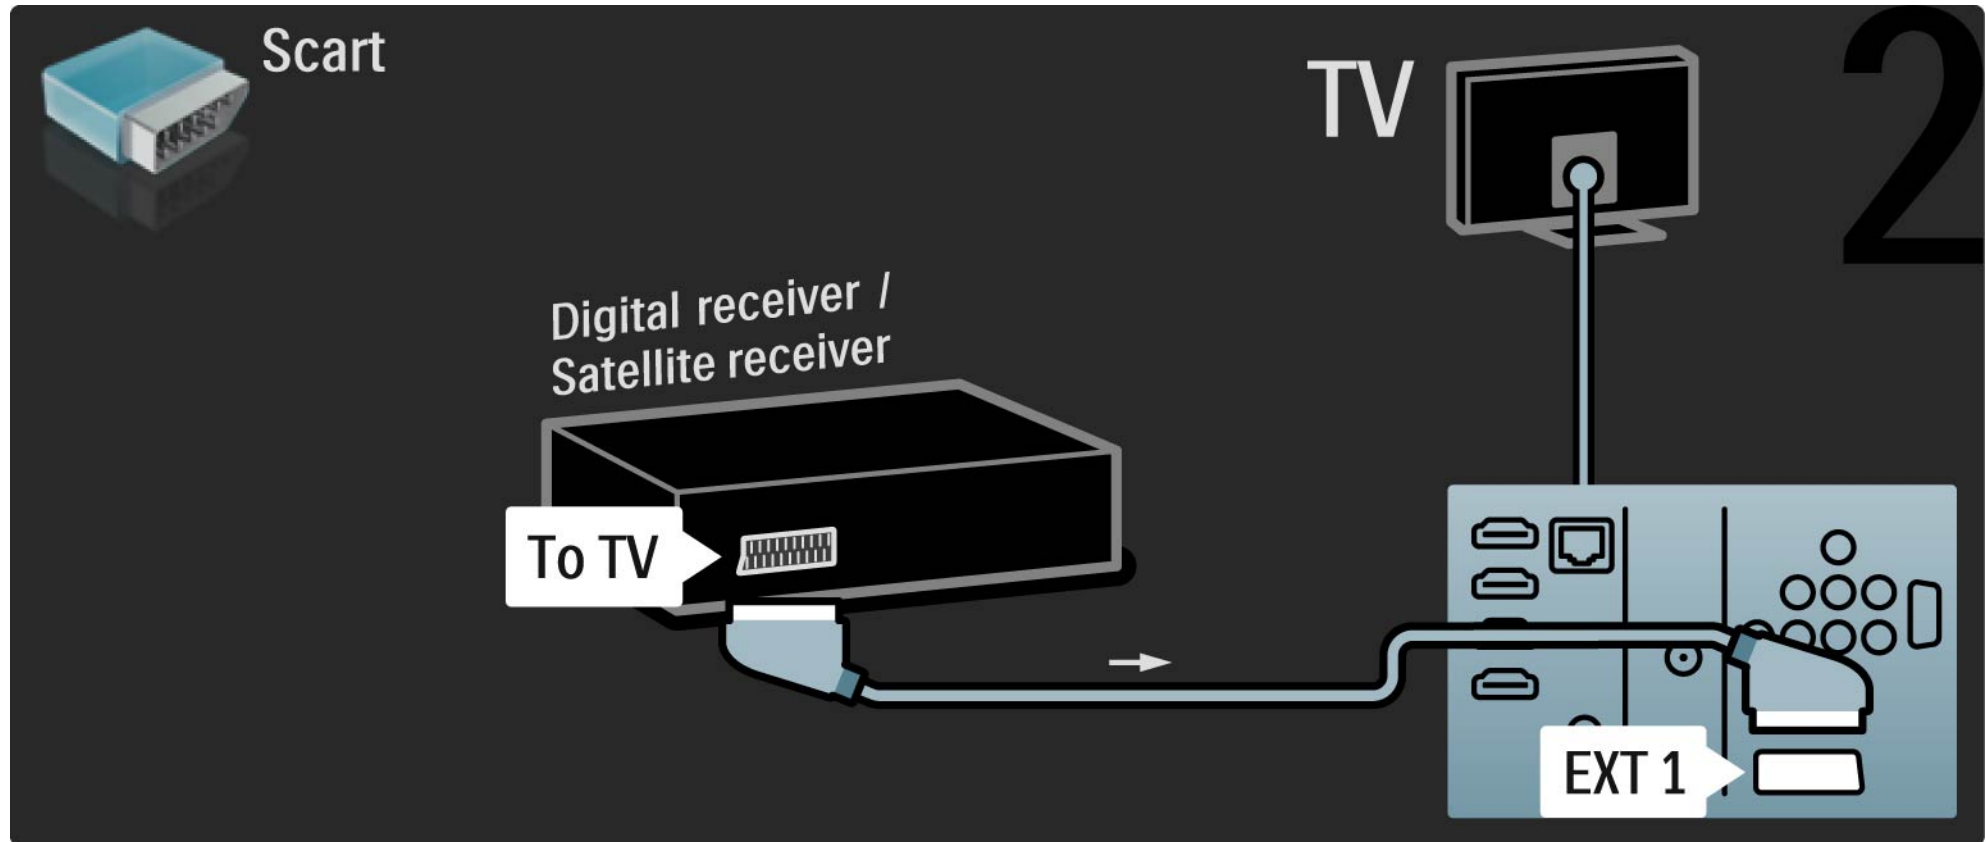 Scart
TV
2
Digital receiver /
Satellite receiver
To TV
EXT 1